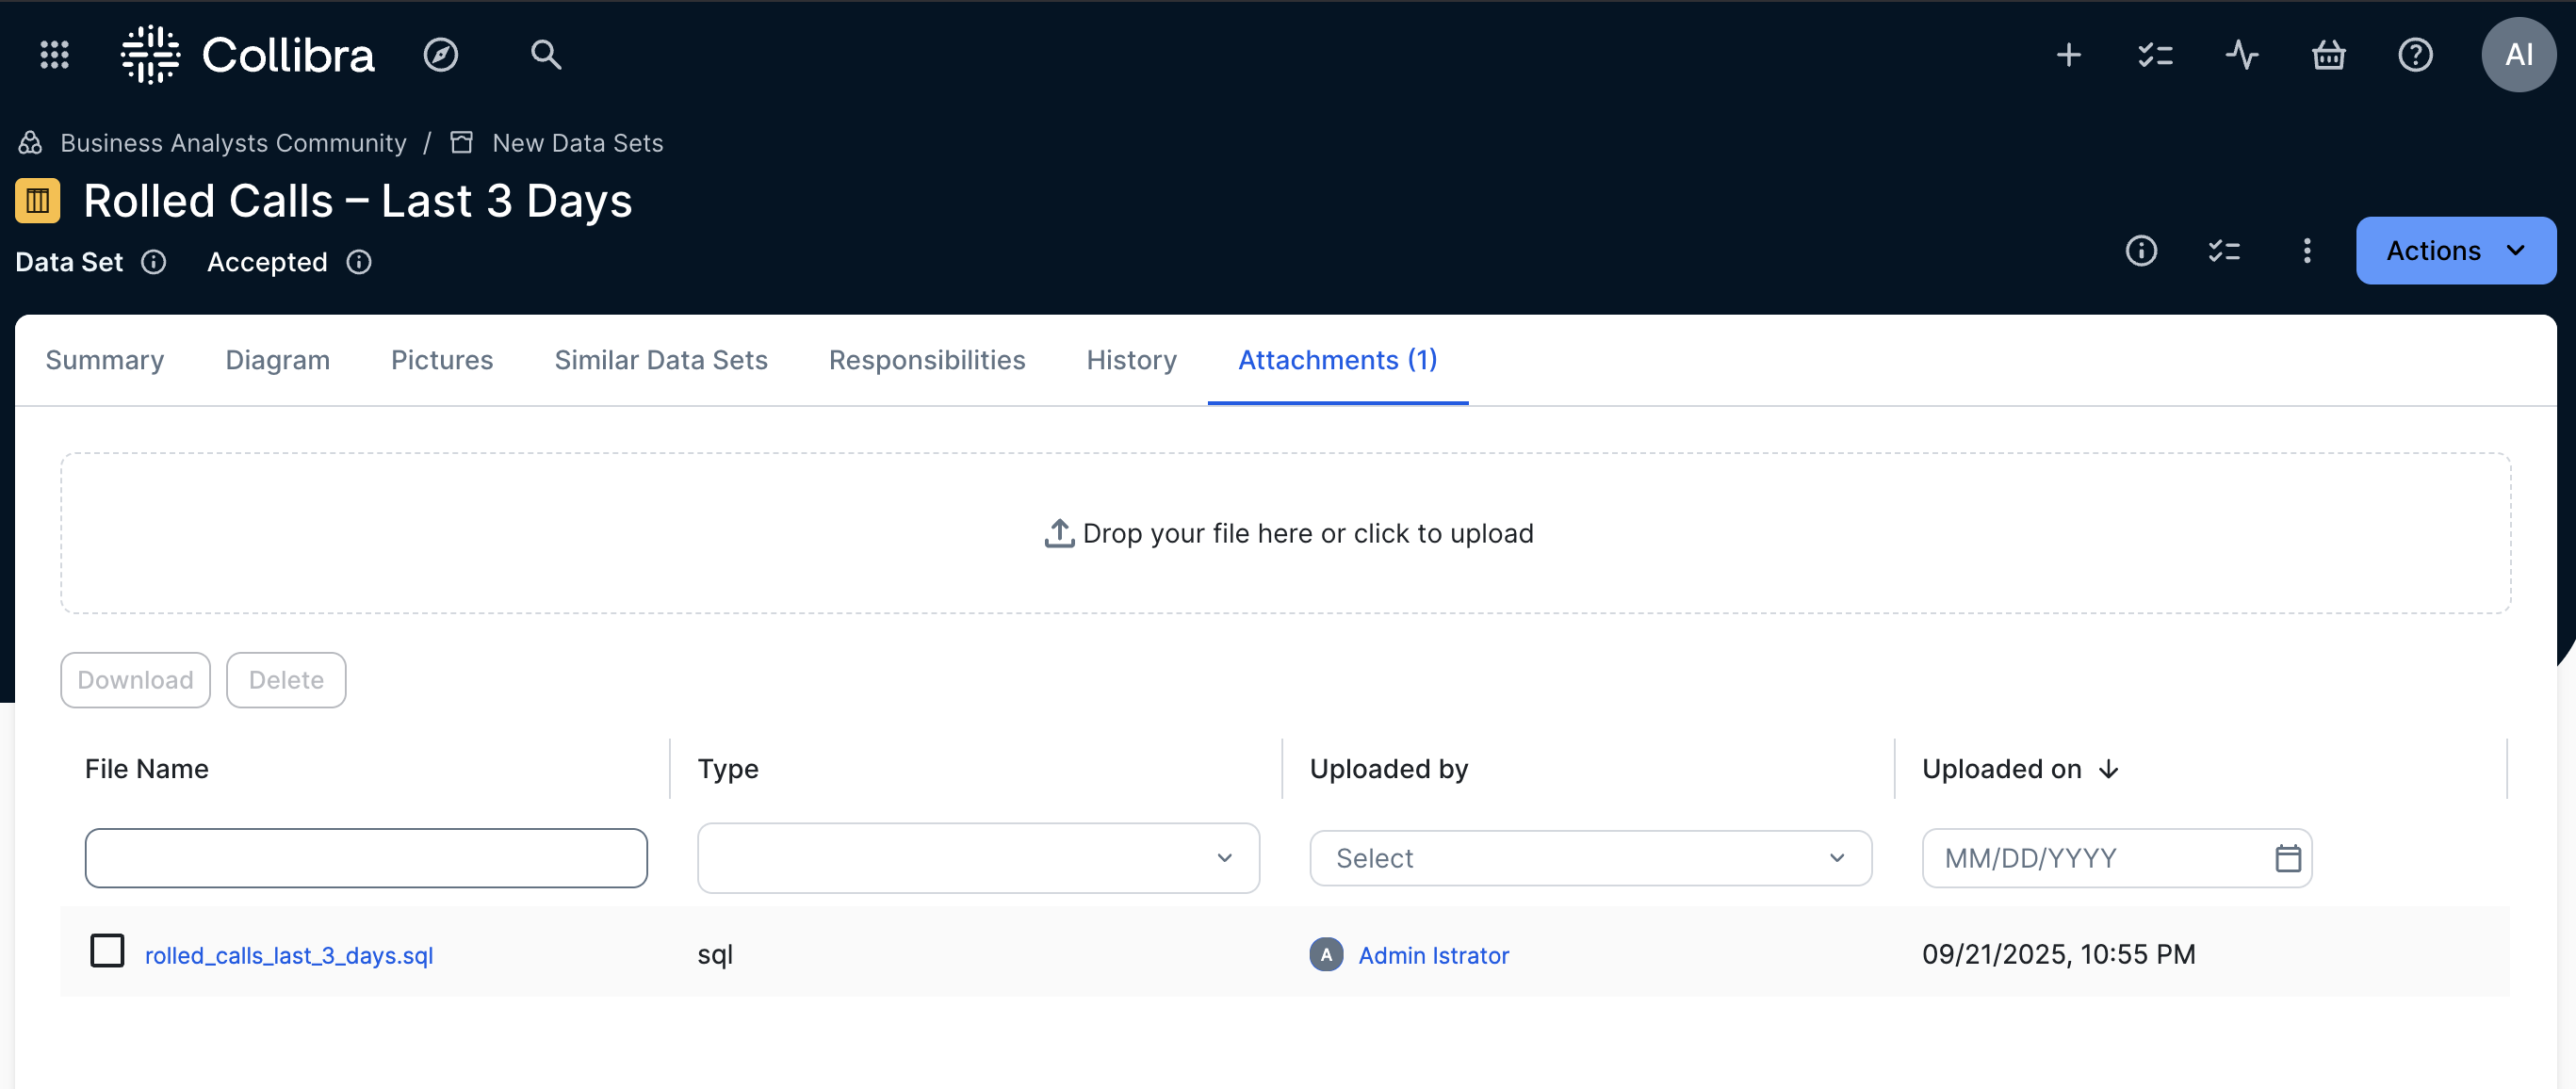 Collibra
AI
Business Analysts Community / New Data Sets
Rolled Calls – Last 3 Days
Data Set Accepted
Actions
Summary Diagram Pictures Similar Data Sets Responsibilities History Attachments (1)
Drop your file here or click to upload
Download Delete
File Name Type Uploaded by Uploaded on
Select MM/DD/YYYY
rolled_calls_last_3_days.sql sql A Admin Istrator 09/21/2025, 10:55 PM